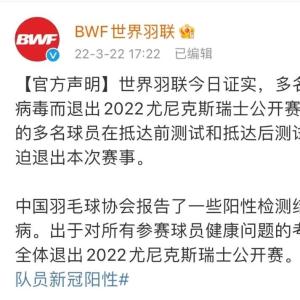 BWF
BWF世界羽联
22-3-22 17:22 已编辑
【官方声明】世界羽联今日证实，多名
病毒而退出2022尤尼克斯瑞士公开赛
的多名球员在抵达前测试和抵达后测试
迫退出本次赛事。
中国羽毛球协会报告了一些阳性检测结
病。出于对所有参赛球员健康问题的考
全体退出2022尤尼克斯瑞士公开赛。
队员新冠阳性#